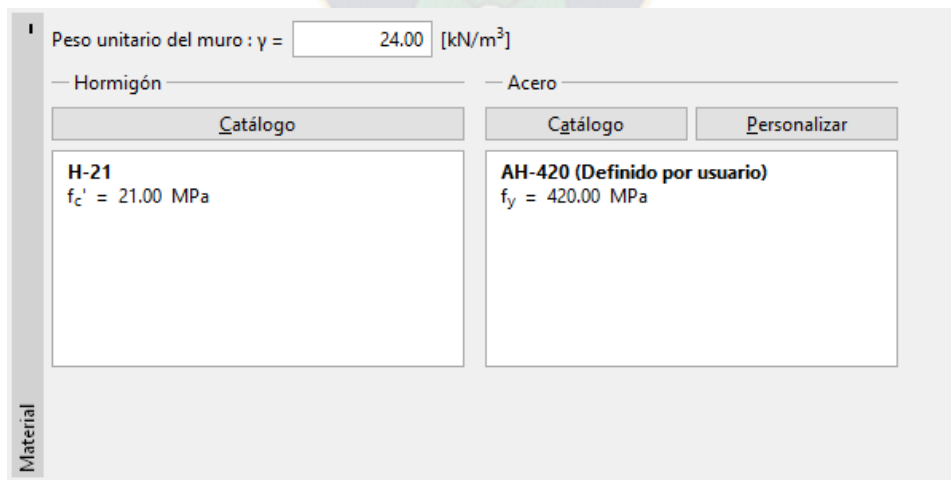 Peso unitario del muro : γ = 24.00 [kN/m³]
Hormigón
Acero
Catálogo
Catálogo
Personalizar
H-21
fc' = 21.00 MPa
AH-420 (Definido por usuario)
fy = 420.00 MPa
Material